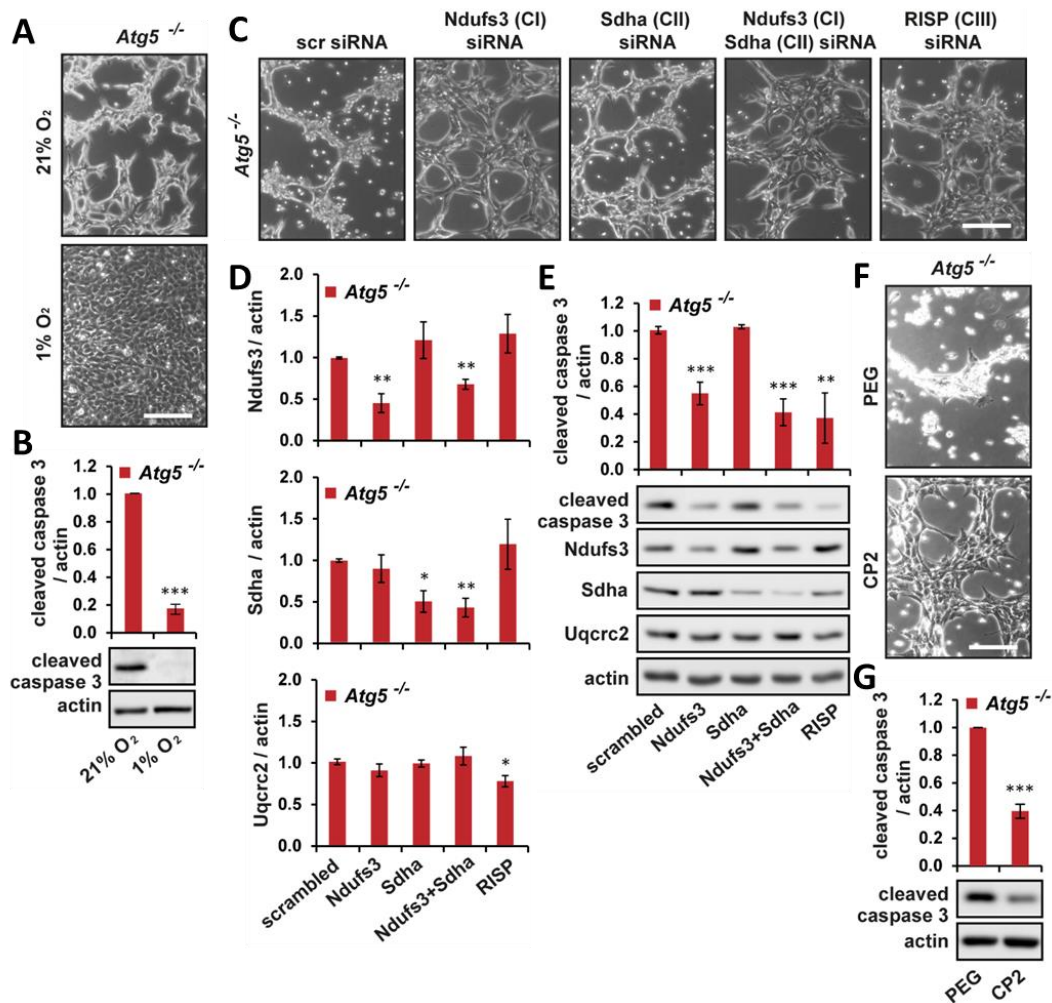 A
Atg5 -/-
21% O2
1% O2
B
Atg5 -/-
cleaved caspase 3
/ actin
1.2
1.0
0.8
0.6
0.4
0.2
0.0
***
cleaved
caspase 3
actin
21% O2
1% O2
C
scr siRNA
Ndufs3 (CI)
siRNA
Sdha (CII)
siRNA
Ndufs3 (CI)
Sdha (CII) siRNA
RISP (CIII)
siRNA
Atg5-/-
D
Ndufs3 / actin
2.0
1.5
1.0
0.5
0.0
Atg5 -/-
**
**
Sdha / actin
2.0
1.5
1.0
0.5
0.0
Atg5 -/-
*
**
Uqcrc2 / actin
2.0
1.5
1.0
0.5
0.0
Atg5 -/-
*
scrambled
Ndufs3
Sdha
Ndufs3+Sdha
RISP
E
cleaved caspase 3
/ actin
1.2
1.0
0.8
0.6
0.4
0.2
0.0
Atg5 -/-
***
***
**
cleaved
caspase 3
Ndufs3
Sdha
Uqcrc2
actin
scrambled
Ndufs3
Sdha
Ndufs3+Sdha
RISP
F
Atg5 -/-
PEG
CP2
G
cleaved caspase 3
/ actin
1.2
1.0
0.8
0.6
0.4
0.2
0.0
Atg5 -/-
***
cleaved
caspase 3
actin
PEG
CP2